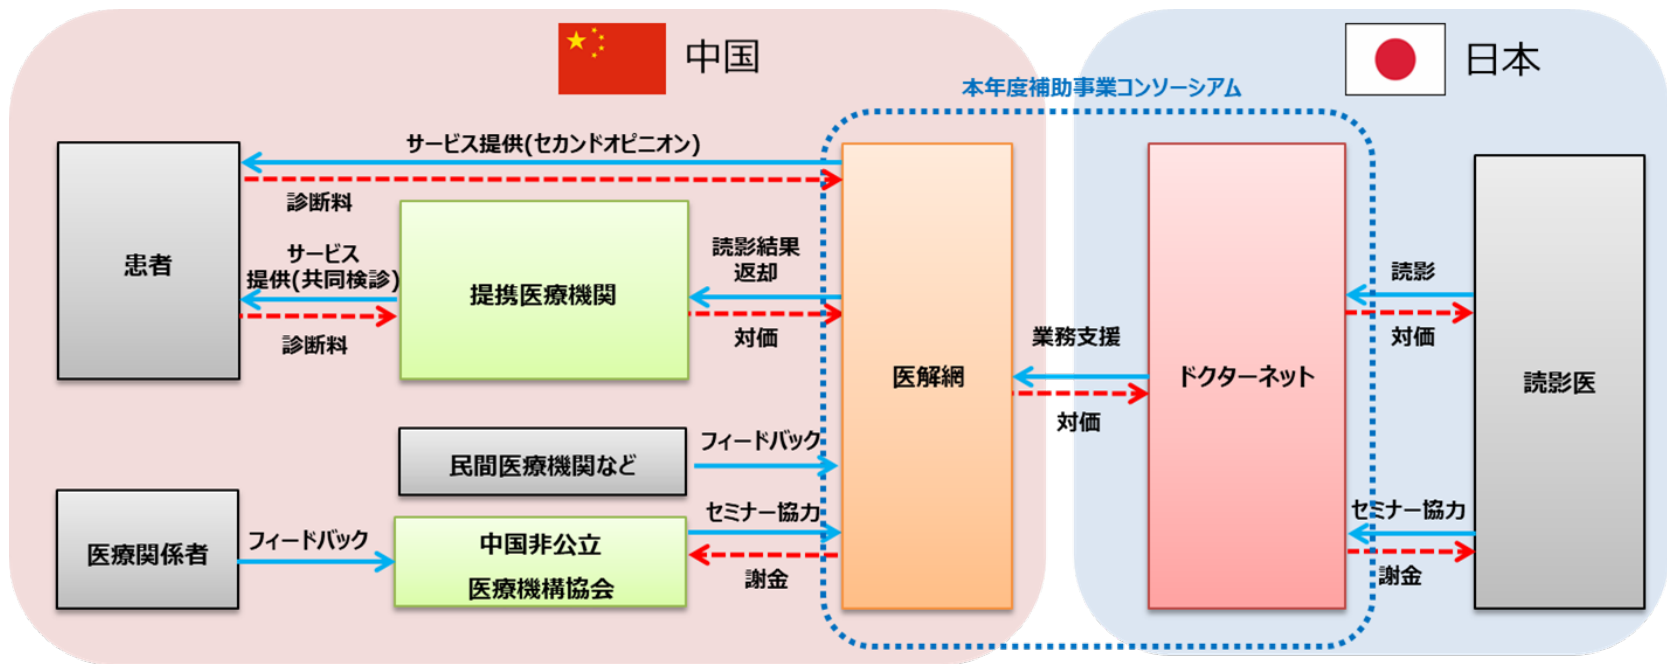 中国
日本
本年度補助事業コンソーシアム
サービス提供(セカンドオピニオン)
診断料
患者
サービス
提供(共同検診)
診断料
提携医療機関
読影結果
返却
対価
医解網
業務支援
対価
ドクターネット
読影
対価
読影医
民間医療機関など
フィードバック
セミナー協力
謝金
医療関係者
フィードバック
中国非公立
医療機構協会
セミナー協力
謝金